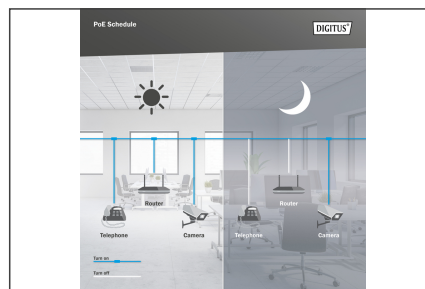 PoE Schedule
DIGITUS®
Router
Router
Telephone
Camera
Telephone
Camera
Turn on
Turn off